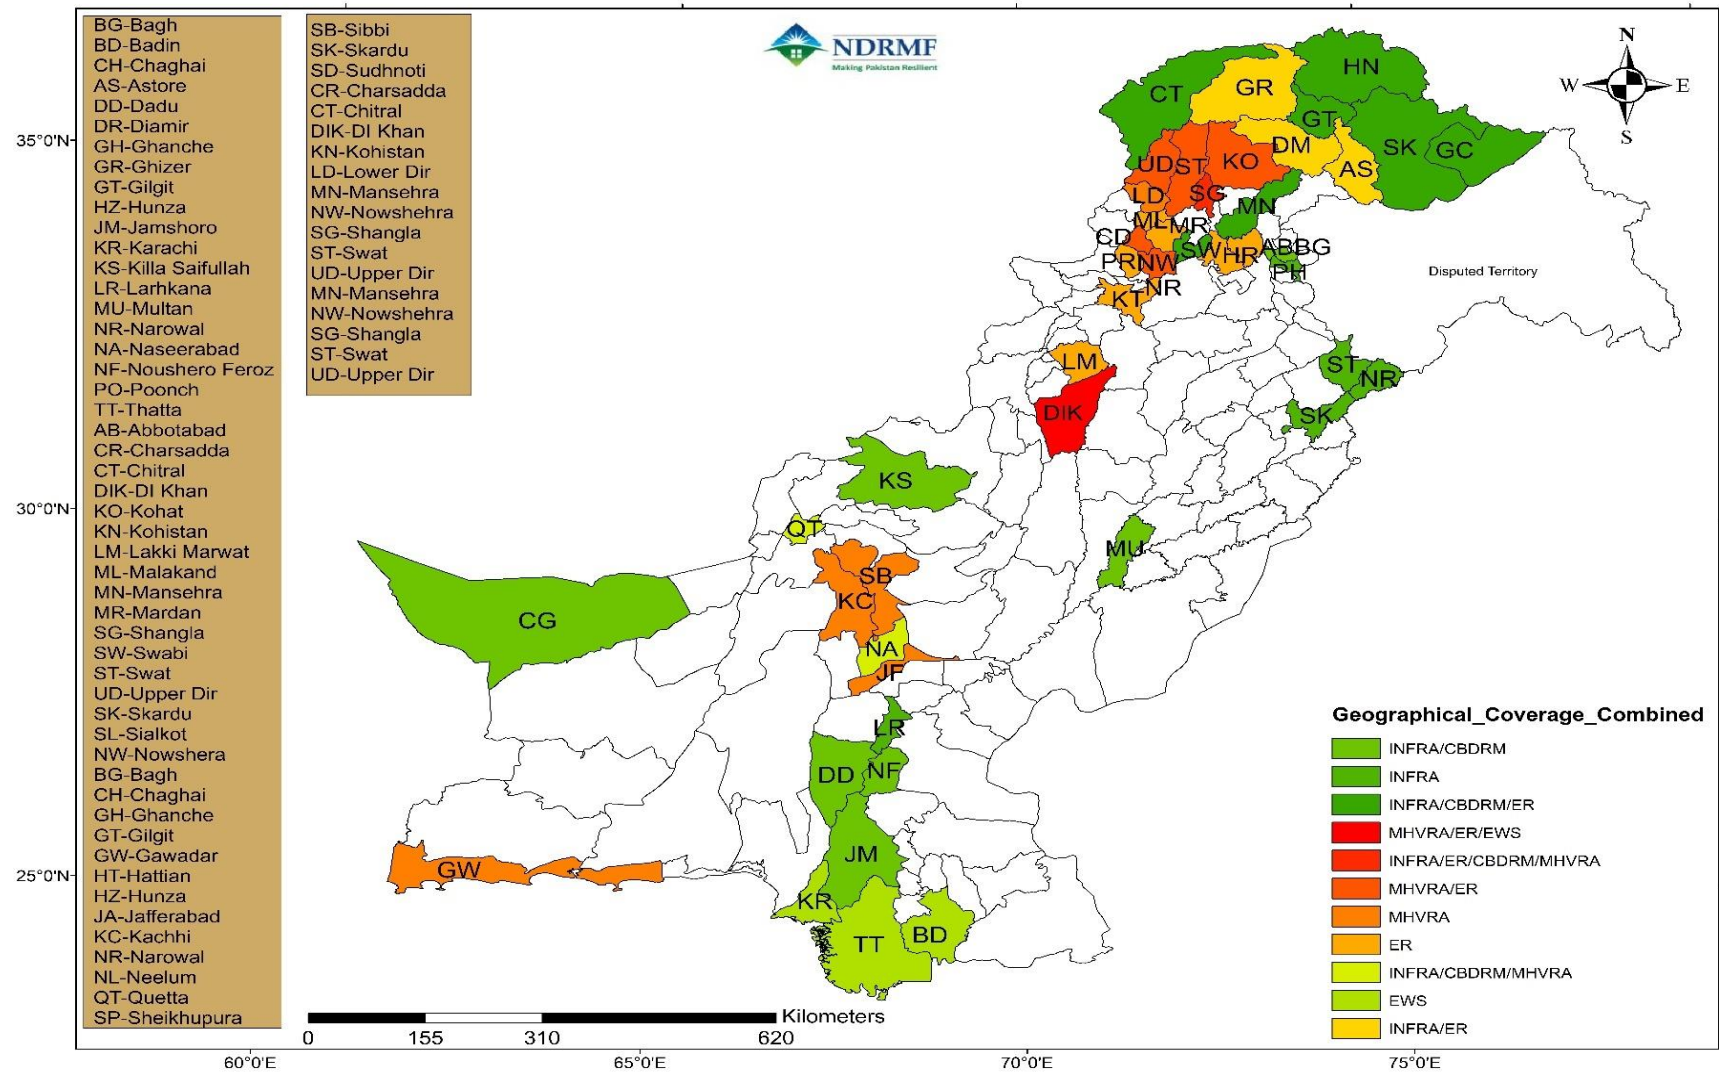 BG-Bagh
BD-Badin
CH-Chaghai
AS-Astore
DD-Dadu
DR-Diamir
GH-Ghanche
GR-Ghizer
GT-Gilgit
HZ-Hunza
JM-Jamshoro
KR-Karachi
KS-Killa Saifullah
LR-Larhkana
MU-Multan
NR-Narowal
NA-Naseerabad
NF-Noushero Feroz
PO-Poonch
TT-Thatta
AB-Abbotabad
CR-Charsadda
CT-Chitral
DIK-DI Khan
KO-Kohat
KN-Kohistan
LM-Lakki Marwat
ML-Malakand
MN-Mansehra
MR-Mardan
SG-Shangla
SW-Swabi
ST-Swat
UD-Upper Dir
SK-Skardu
SL-Sialkot
NW-Nowshera
BG-Bagh
CH-Chaghai
GH-Ghanche
GT-Gilgit
GW-Gawadar
HT-Hattian
HZ-Hunza
JA-Jafferabad
KC-Kachhi
NR-Narowal
NL-Neelum
QT-Quetta
SP-Sheikhupura
SB-Sibbi
SK-Skardu
SD-Sudhnoti
CR-Charsadda
CT-Chitral
DIK-DI Khan
KN-Kohistan
LD-Lower Dir
MN-Mansehra
NW-Nowshehra
SG-Shangla
ST-Swat
UD-Upper Dir
MN-Mansehra
NW-Nowshehra
SG-Shangla
ST-Swat
UD-Upper Dir
NDRMF
Making Pakistan Resilient
N
W E
S
HN
CT
GR
GT
DM
SK
GC
AS
UD
ST
KO
SG
LD
MN
ML
MR
CD
SW
HR
AB
BG
PR
NW
PH
NR
KT
Disputed Territory
LM
ST
NR
SK
DIK
KS
QT
MU
SB
KC
CG
NA
JF
LR
DD
NF
JM
GW
KR
TT
BD
35°0'N
30°0'N
25°0'N
Geographical_Coverage_Combined
INFRA/CBDRM
INFRA
INFRA/CBDRM/ER
MHVRA/ER/EWS
INFRA/ER/CBDRM/MHVRA
MHVRA/ER
MHVRA
ER
INFRA/CBDRM/MHVRA
EWS
INFRA/ER
Kilometers
0 155 310 620
60°0'E 65°0'E 70°0'E 75°0'E